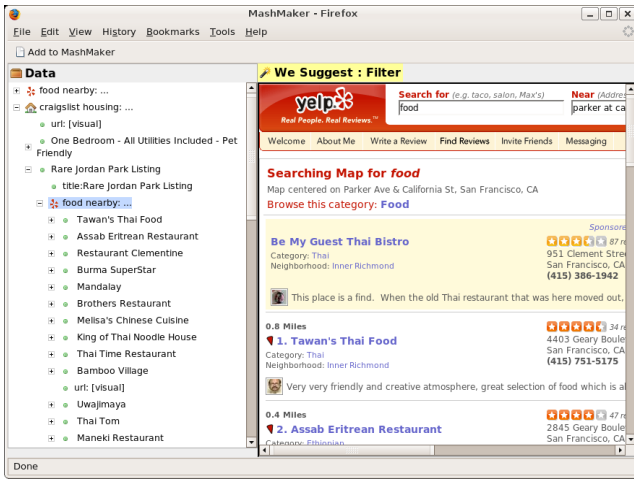 MashMaker - Firefox
File Edit View History Bookmarks Tools Help
Add to MashMaker
Data
food nearby: ...
craigslist housing: ...
url: [visual]
One Bedroom - All Utilities Included - Pet
Friendly
Rare Jordan Park Listing
title:Rare Jordan Park Listing
food nearby: ...
Tawan's Thai Food
Assab Eritrean Restaurant
Restaurant Clementine
Burma SuperStar
Mandalay
Brothers Restaurant
Melisa's Chinese Cuisine
King of Thai Noodle House
Thai Time Restaurant
Bamboo Village
url: [visual]
Uwajimaya
Thai Tom
Maneki Restaurant
We Suggest : Filter
yelp
Real People. Real Reviews.™
Search for (e.g. taco, salon, Max's) Near (Addres
food parker at ca
Welcome About Me Write a Review Find Reviews Invite Friends Messaging
Searching Map for food
Map centered on Parker Ave & California St, San Francisco, CA
Browse this category: Food
Sponsore
Be My Guest Thai Bistro 87 re
Category: Thai 951 Clement Stree
Neighborhood: Inner Richmond San Francisco, CA
(415) 386-1942
This place is a find. When the old Thai restaurant that was here moved out,
0.8 Miles 34 re
1. Tawan's Thai Food 4403 Geary Boule
Category: Thai San Francisco, CA
Neighborhood: Inner Richmond (415) 751-5175
Very very friendly and creative atmosphere, great selection of food which is al
0.4 Miles 47 re
2. Assab Eritrean Restaurant 2845 Geary Boule
Category: Ethiopian San Francisco, CA
Done